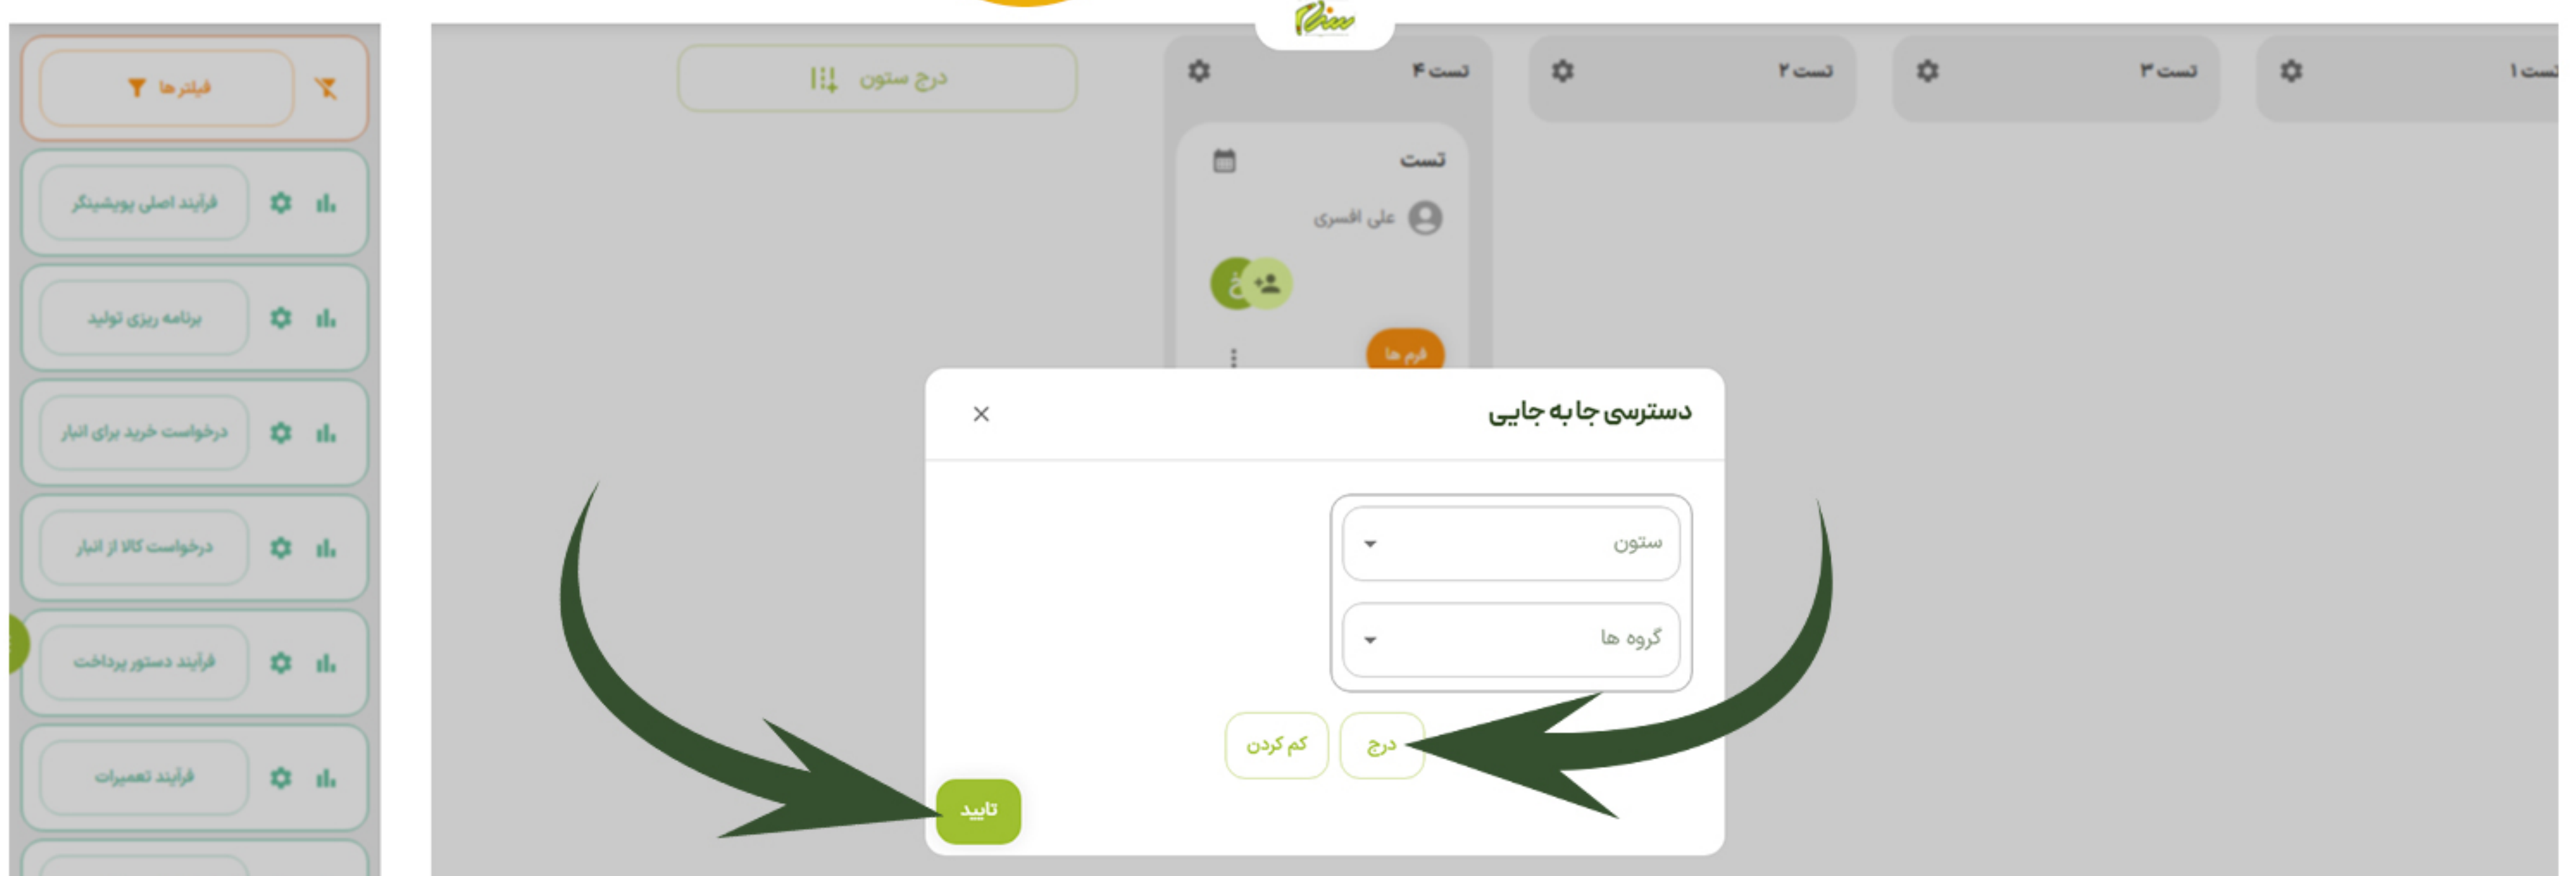 تست ۱
تست ۳
تست ۲
تست ۴
درج ستون
تست
علی افسری
خ
فرم ها
دسترسی جا به جایی
ستون
گروه ها
درج
کم کردن
تایید
فیلتر ها
فرآیند اصلی پویشینگر
برنامه ریزی تولید
درخواست خرید برای انبار
درخواست کالا از انبار
فرآیند دستور پرداخت
فرآیند تعمیرات